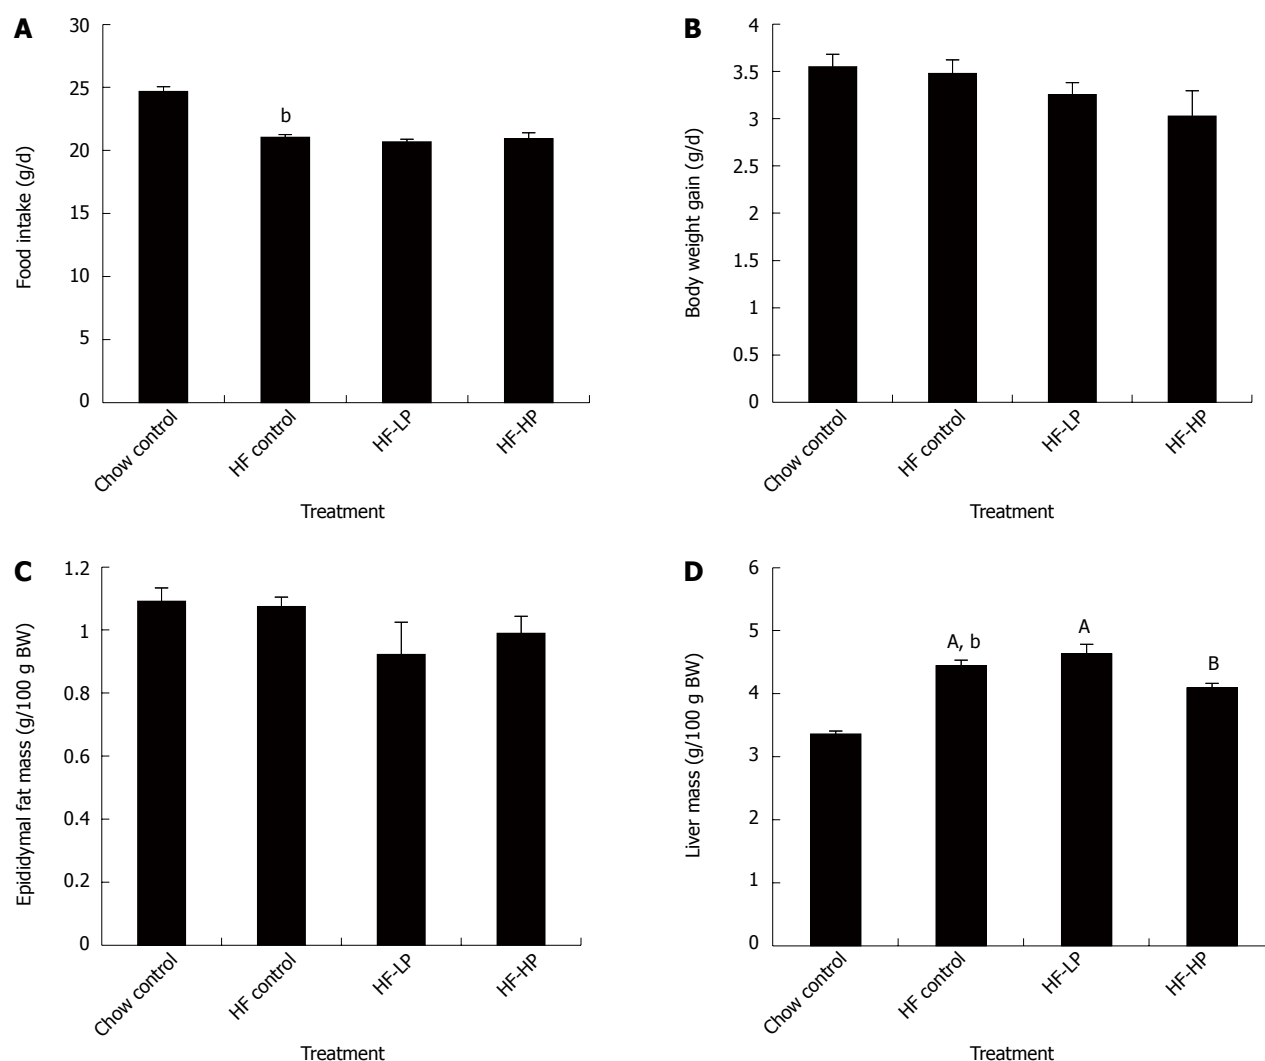 A
Food intake (g/d)
30
25
20
15
10
5
0
b
Chow control
HF control
HF-LP
HF-HP
Treatment
B
Body weight gain (g/d)
4
3.5
3
2.5
2
1.5
1
0.5
0
Chow control
HF control
HF-LP
HF-HP
Treatment
C
Epididymal fat mass (g/100 g BW)
1.2
1
0.8
0.6
0.4
0.2
0
Chow control
HF control
HF-LP
HF-HP
Treatment
D
Liver mass (g/100 g BW)
6
5
4
3
2
1
0
A, b
A
B
Chow control
HF control
HF-LP
HF-HP
Treatment